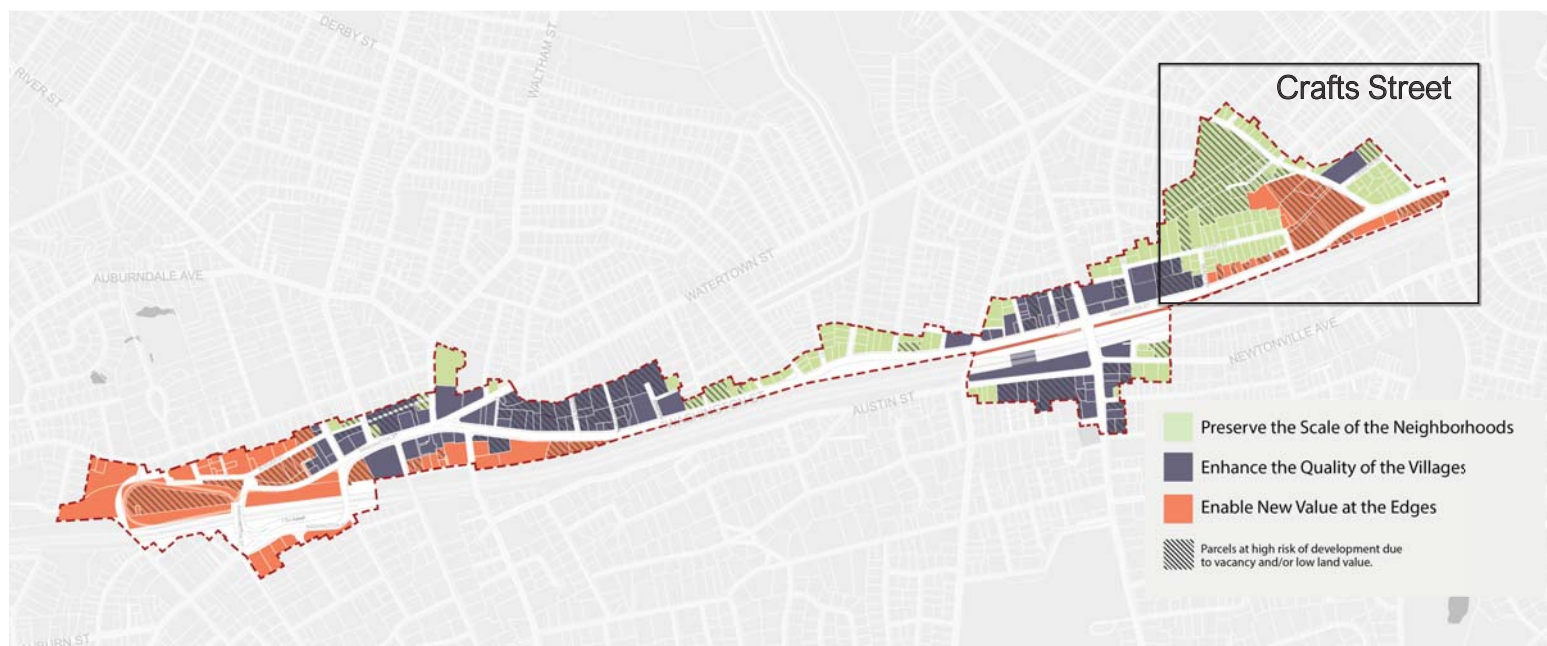 Crafts Street
DERBY ST
WALTHAM ST
RIVER ST
AUBURNDALE AVE
WATERTOWN ST
NEWTONVILLE AVE
AUSTIN ST
Preserve the Scale of the Neighborhoods
Enhance the Quality of the Villages
Enable New Value at the Edges
Parcels at high risk of development due
to vacancy and/or low land value.
AUBURN ST